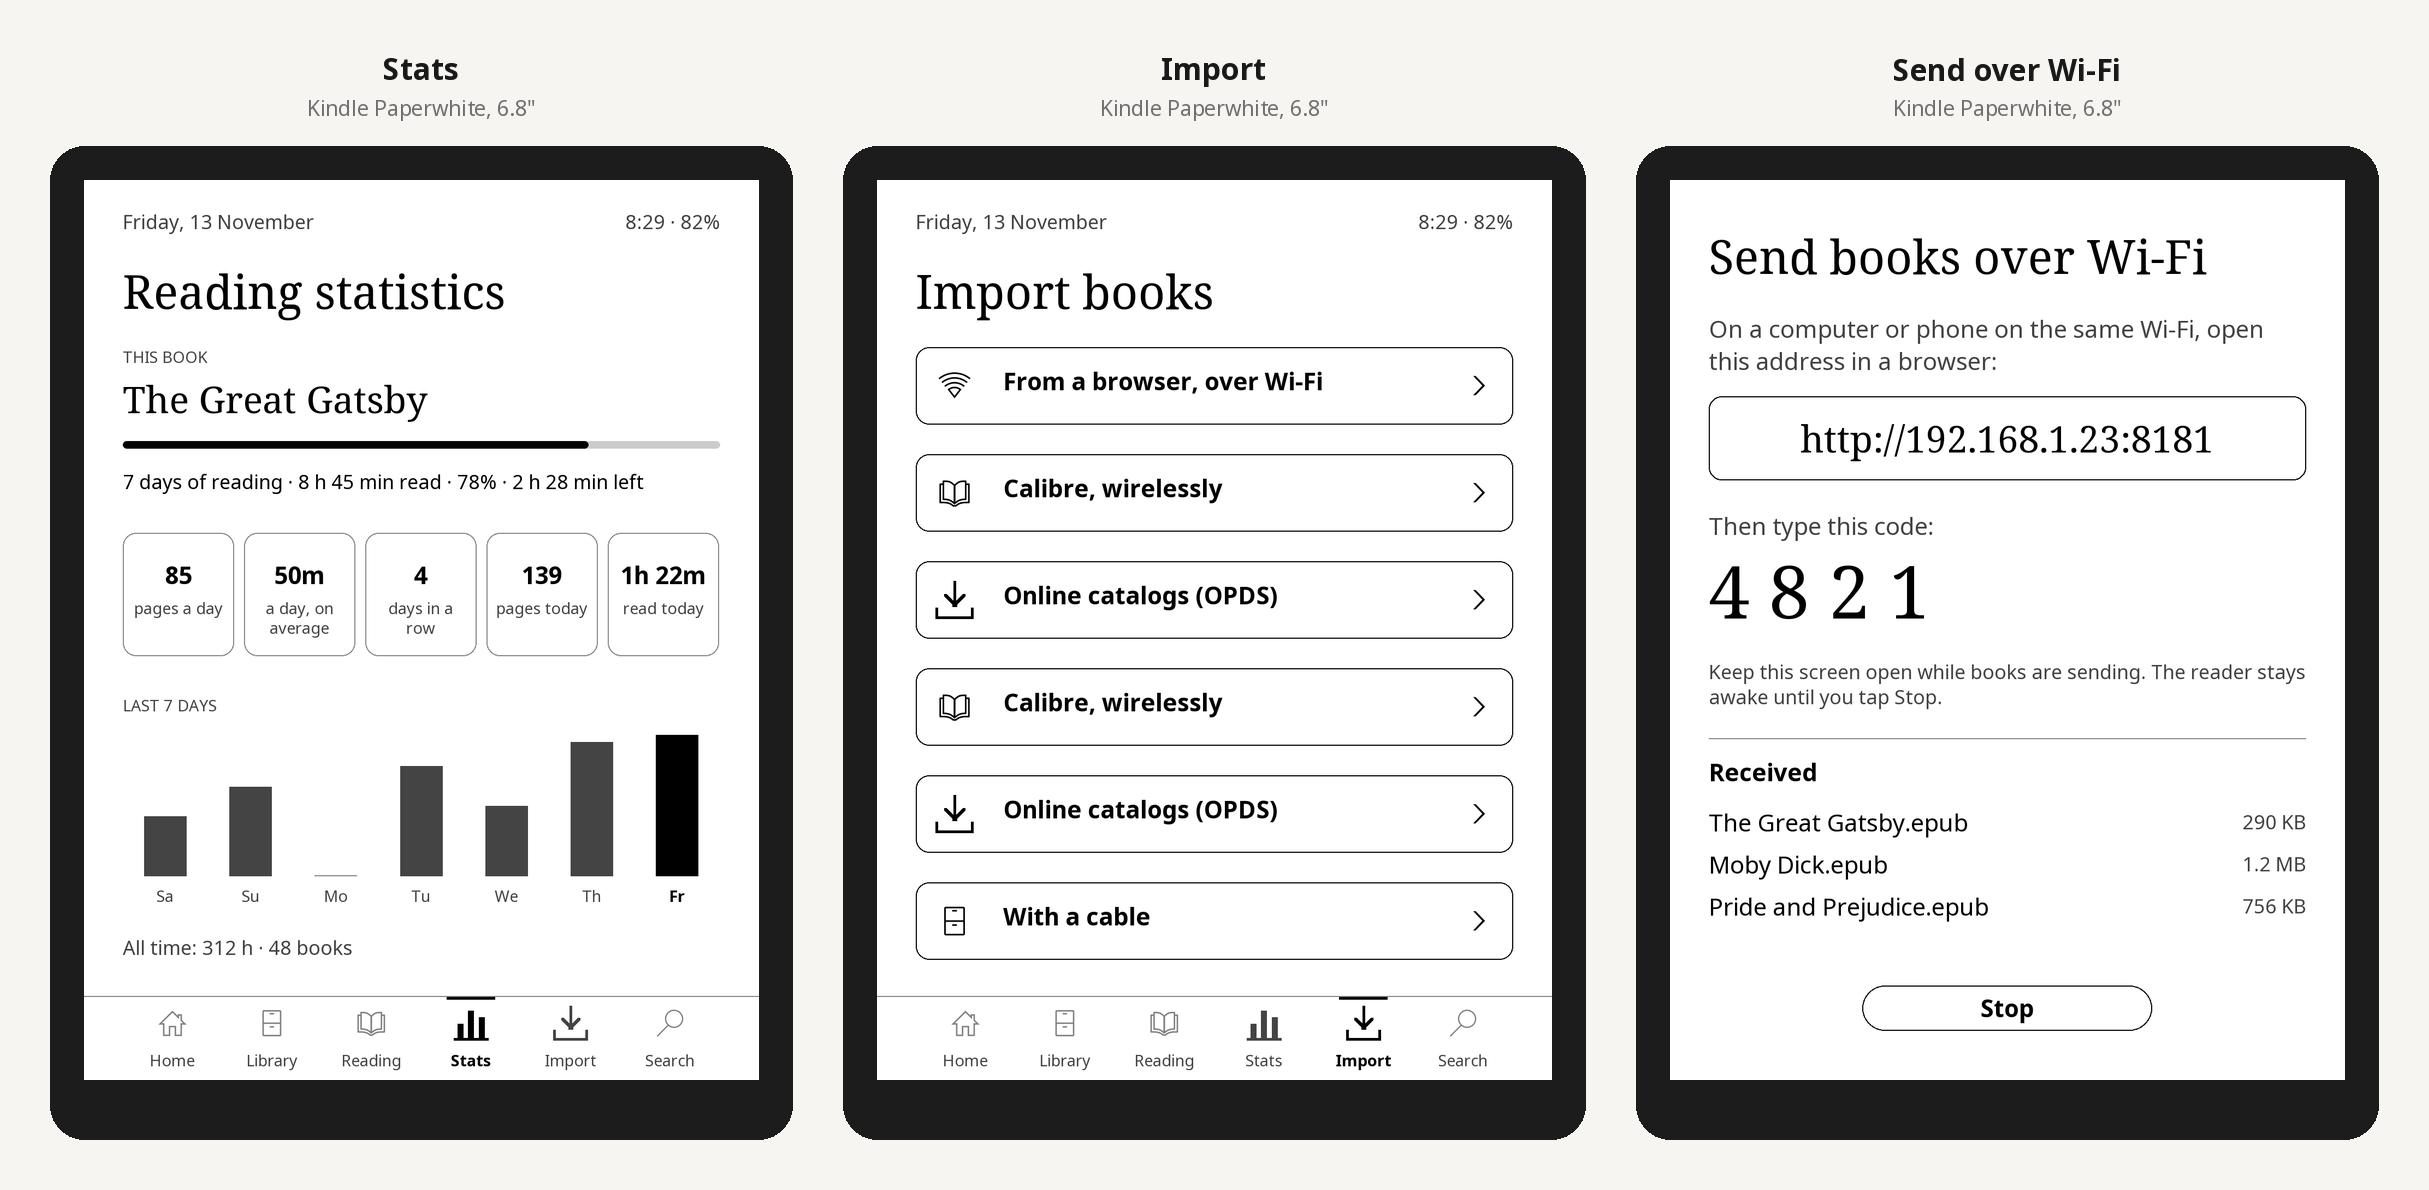 Stats
Kindle Paperwhite, 6.8"
Friday, 13 November
8:29 · 82%
Reading statistics
THIS BOOK
The Great Gatsby
7 days of reading · 8 h 45 min read · 78% · 2 h 28 min left
85
pages a day
50m
a day, on
average
4
days in a
row
139
pages today
1h 22m
read today
LAST 7 DAYS
Sa Su Mo Tu We Th Fr
All time: 312 h · 48 books
Home Library Reading Stats Import Search
Import
Kindle Paperwhite, 6.8"
Friday, 13 November
8:29 · 82%
Import books
From a browser, over Wi-Fi
Calibre, wirelessly
Online catalogs (OPDS)
Calibre, wirelessly
Online catalogs (OPDS)
With a cable
Home Library Reading Stats Import Search
Send over Wi-Fi
Kindle Paperwhite, 6.8"
Send books over Wi-Fi
On a computer or phone on the same Wi-Fi, open
this address in a browser:
http://192.168.1.23:8181
Then type this code:
4 8 2 1
Keep this screen open while books are sending. The reader stays
awake until you tap Stop.
Received
The Great Gatsby.epub 290 KB
Moby Dick.epub 1.2 MB
Pride and Prejudice.epub 756 KB
Stop